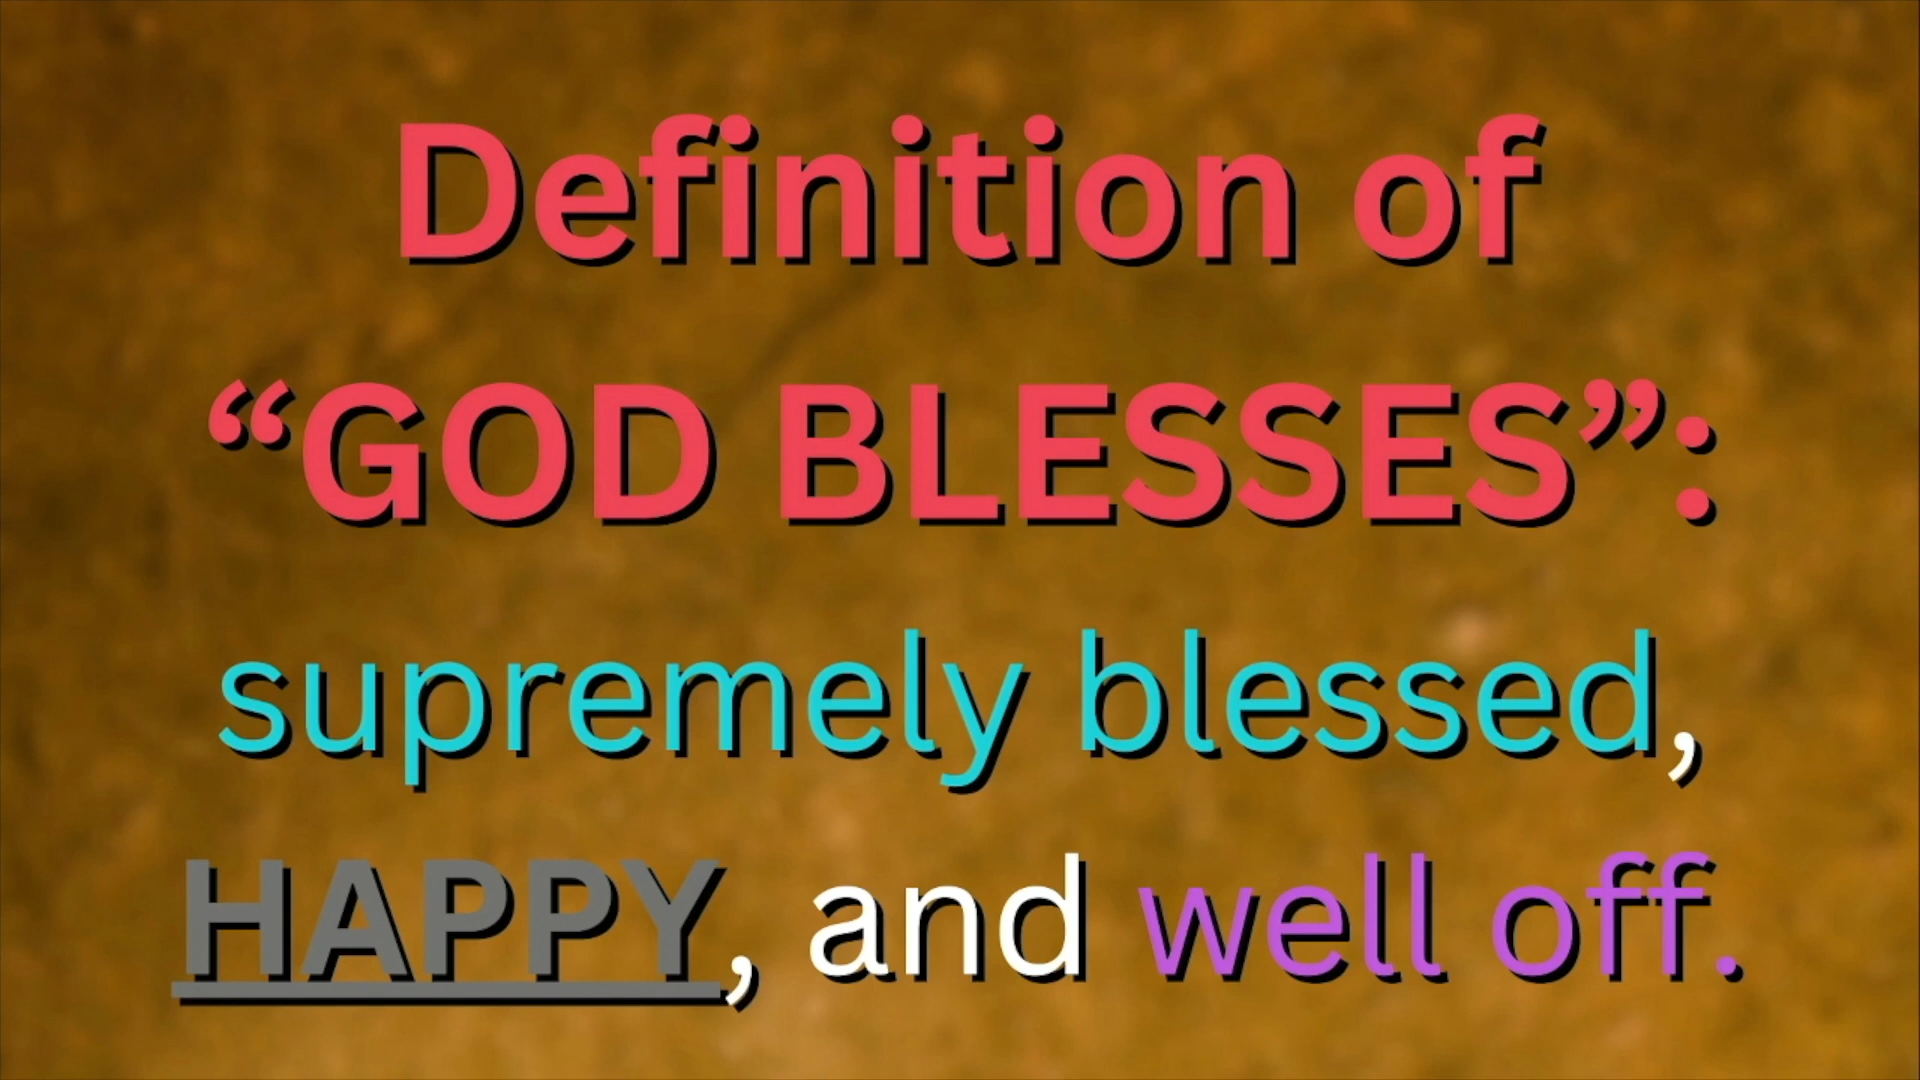 Definition of
“GOD BLESSES”:
supremely blessed,
HAPPY, and well off.